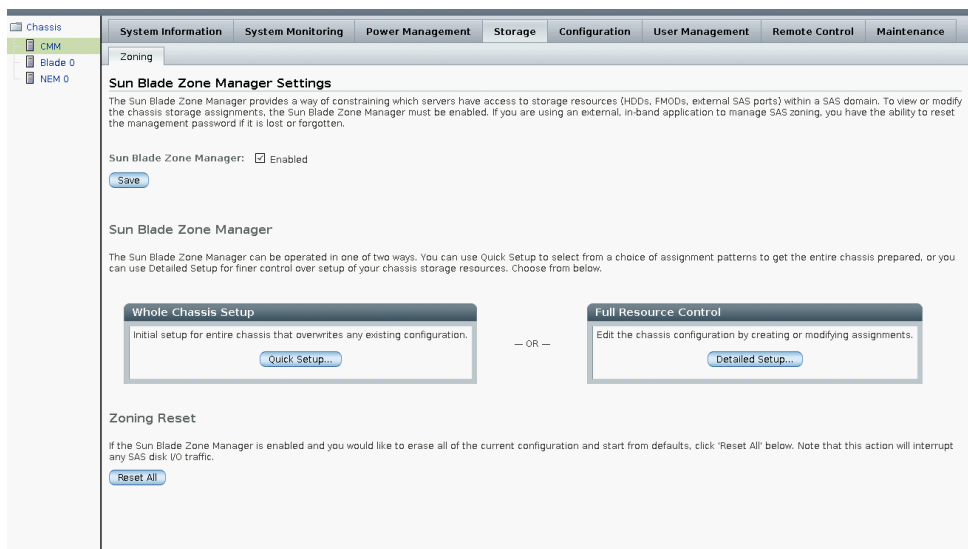 Chassis
CMM
Blade 0
NEM 0
System Information System Monitoring Power Management Storage Configuration User Management Remote Control Maintenance
Zoning
Sun Blade Zone Manager Settings
The Sun Blade Zone Manager provides a way of constraining which servers have access to storage resources (HDDs, FMODs, external SAS ports) within a SAS domain. To view or modify
the chassis storage assignments, the Sun Blade Zone Manager must be enabled. If you are using an external, in-band application to manage SAS zoning, you have the ability to reset
the management password if it is lost or forgotten.
Sun Blade Zone Manager: Enabled
Save
Sun Blade Zone Manager
The Sun Blade Zone Manager can be operated in one of two ways. You can use Quick Setup to select from a choice of assignment patterns to get the entire chassis prepared, or you
can use Detailed Setup for finer control over setup of your chassis storage resources. Choose from below.
Whole Chassis Setup
Initial setup for entire chassis that overwrites any existing configuration.
Quick Setup...
— OR —
Full Resource Control
Edit the chassis configuration by creating or modifying assignments.
Detailed Setup...
Zoning Reset
If the Sun Blade Zone Manager is enabled and you would like to erase all of the current configuration and start from defaults, click 'Reset All' below. Note that this action will interrupt
any SAS disk I/O traffic.
Reset All